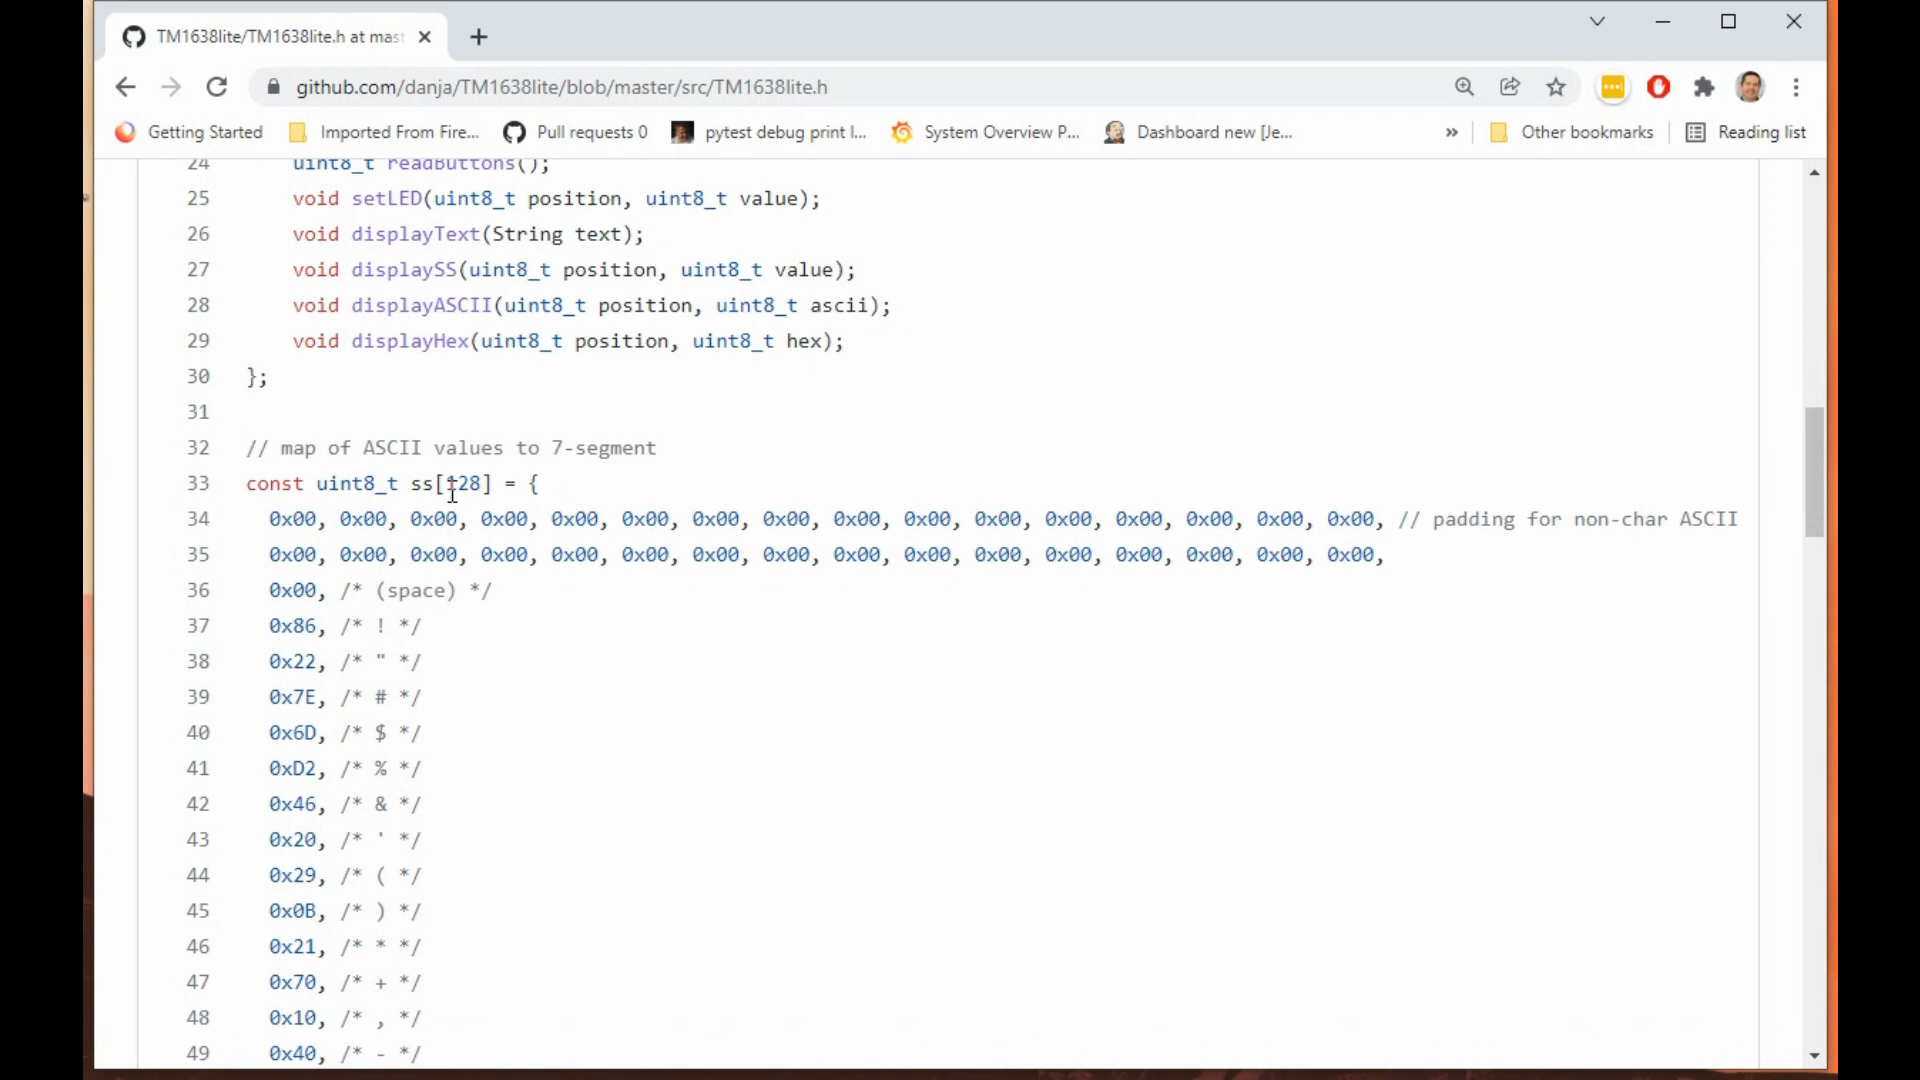 TM1638lite/TM1638lite.h at mast
github.com/danja/TM1638lite/blob/master/src/TM1638lite.h
Getting Started Imported From Fire... Pull requests 0 pytest debug print l... System Overview P... Dashboard new [Je... » Other bookmarks Reading list
24 uint8_t readButtons();
25 void setLED(uint8_t position, uint8_t value);
26 void displayText(String text);
27 void displaySS(uint8_t position, uint8_t value);
28 void displayASCII(uint8_t position, uint8_t ascii);
29 void displayHex(uint8_t position, uint8_t hex);
30 };
31
32 // map of ASCII values to 7-segment
33 const uint8_t ss[128] = {
34 0x00, 0x00, 0x00, 0x00, 0x00, 0x00, 0x00, 0x00, 0x00, 0x00, 0x00, 0x00, 0x00, 0x00, 0x00, 0x00, // padding for non-char ASCII
35 0x00, 0x00, 0x00, 0x00, 0x00, 0x00, 0x00, 0x00, 0x00, 0x00, 0x00, 0x00, 0x00, 0x00, 0x00, 0x00,
36 0x00, /* (space) */
37 0x86, /* ! */
38 0x22, /* " */
39 0x7E, /* # */
40 0x6D, /* $ */
41 0xD2, /* % */
42 0x46, /* & */
43 0x20, /* ' */
44 0x29, /* ( */
45 0x0B, /* ) */
46 0x21, /* * */
47 0x70, /* + */
48 0x10, /* , */
49 0x40, /* - */